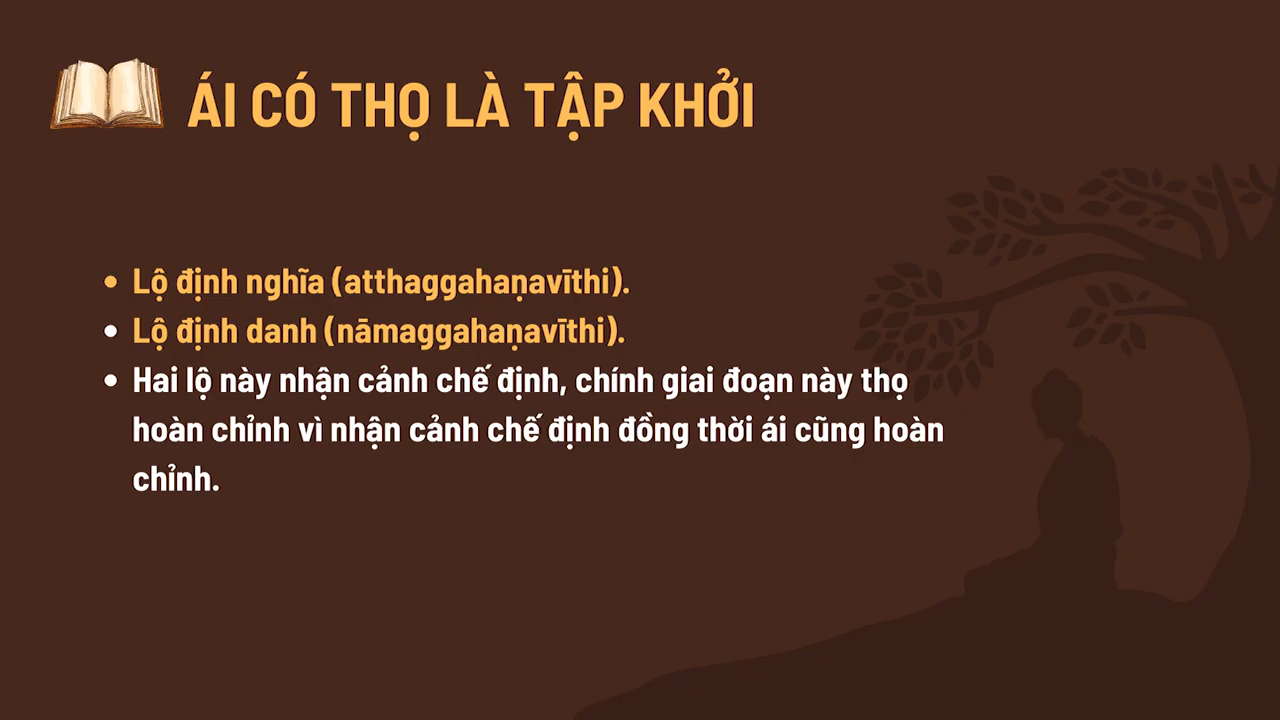 ÁI CÓ THỌ LÀ TẬP KHỞI
• Lộ định nghĩa (atthaggahaṇavīthi).
• Lộ định danh (nāmaggahaṇavīthi).
• Hai lộ này nhận cảnh chế định, chính giai đoạn này thọ
hoàn chỉnh vì nhận cảnh chế định đồng thời ái cũng hoàn
chỉnh.